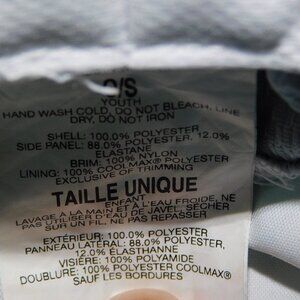 O/S
YOUTH
HAND WASH COLD, DO NOT BLEACH, LINE
DRY, DO NOT IRON
SHELL: 100.0% POLYESTER
SIDE PANEL: 88.0% POLYESTER, 12.0%
ELASTANE
BRIM: 100% NYLON
LINING: 100% COOLMAX® POLYESTER
EXCLUSIVE OF TRIMMING
TAILLE UNIQUE
ENFANT
LAVAGE À LA MAIN ET À L'EAU FROIDE, NE
PAS UTILISER D'EAU DE JAVEL, SÉCHER
SUR FIL, NE PAS REPASSER
EXTÉRIEUR: 100.0% POLYESTER
PANNEAU LATÉRAL: 88.0% POLYESTER,
12.0% ÉLASTHANNE
VISIÈRE: 100% POLYAMIDE
DOUBLURE: 100% POLYESTER COOLMAX®
SAUF LES BORDURES